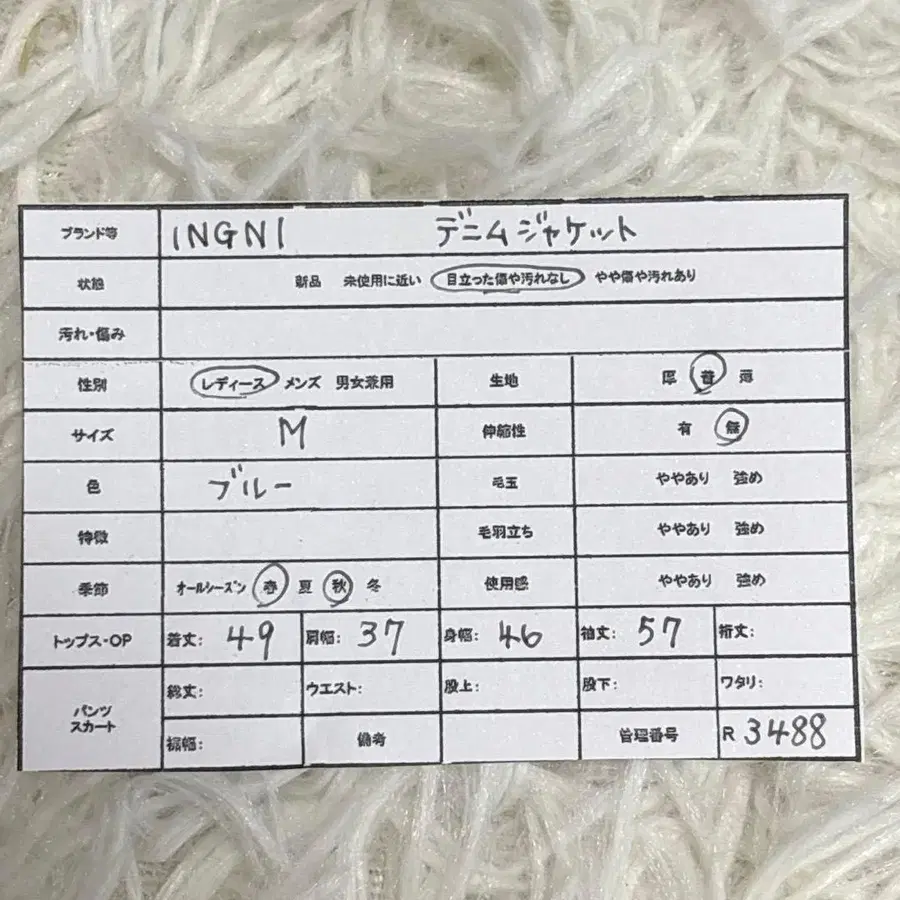 ブランド等 INGNI デニムジャケット
状態 新品 未使用に近い 目立った傷や汚れなし やや傷や汚れあり
汚れ・傷み
性別 レディース メンズ 男女兼用 生地 厚 普 薄
サイズ M 伸縮性 有 無
色 ブルー 毛玉 ややあり 強め
特徴 毛羽立ち ややあり 強め
季節 オールシーズン 春 夏 秋 冬 使用感 ややあり 強め
トップス・OP 着丈: 49 肩幅: 37 身幅: 46 袖丈: 57 裄丈:
パンツ スカート 総丈: ウエスト: 股上: 股下: ワタリ:
裾幅: 備考 管理番号 R 3488